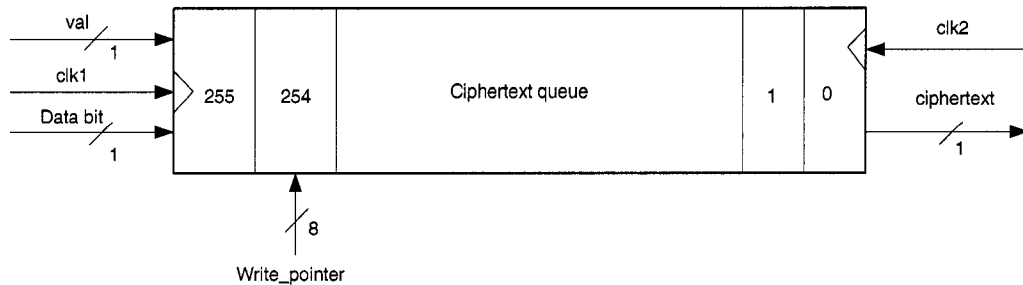 val
1
clk1
Data bit
1
255
254
Ciphertext queue
1
0
clk2
ciphertext
1
8
Write_pointer